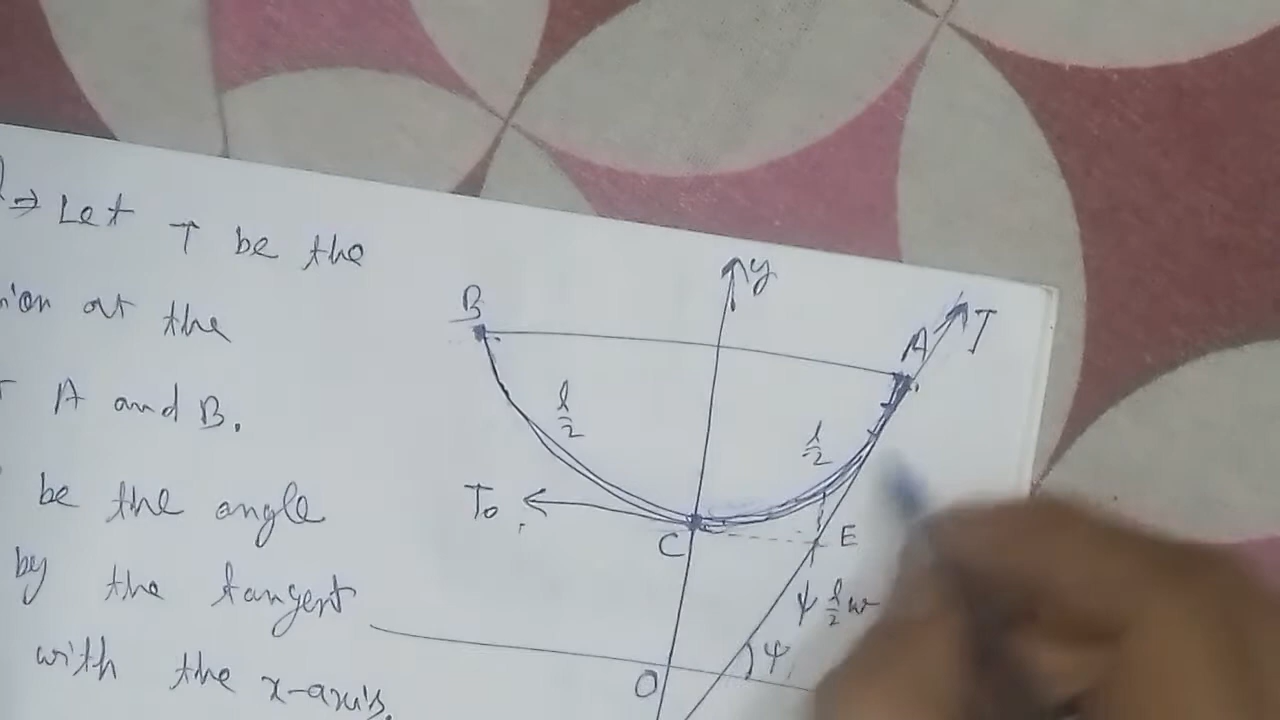 ⇒ Let T be the
at the
A and B.
be the angle
by the tangent
with the x-axis.
y
B
A
T
l/2
l/2
To
C
E
ψ l/2 w
ψ
O